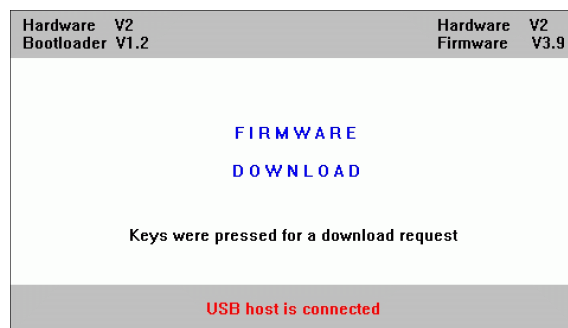 Hardware V2 Hardware V2
Bootloader V1.2 Firmware V3.9
FIRMWARE
DOWNLOAD
Keys were pressed for a download request
USB host is connected